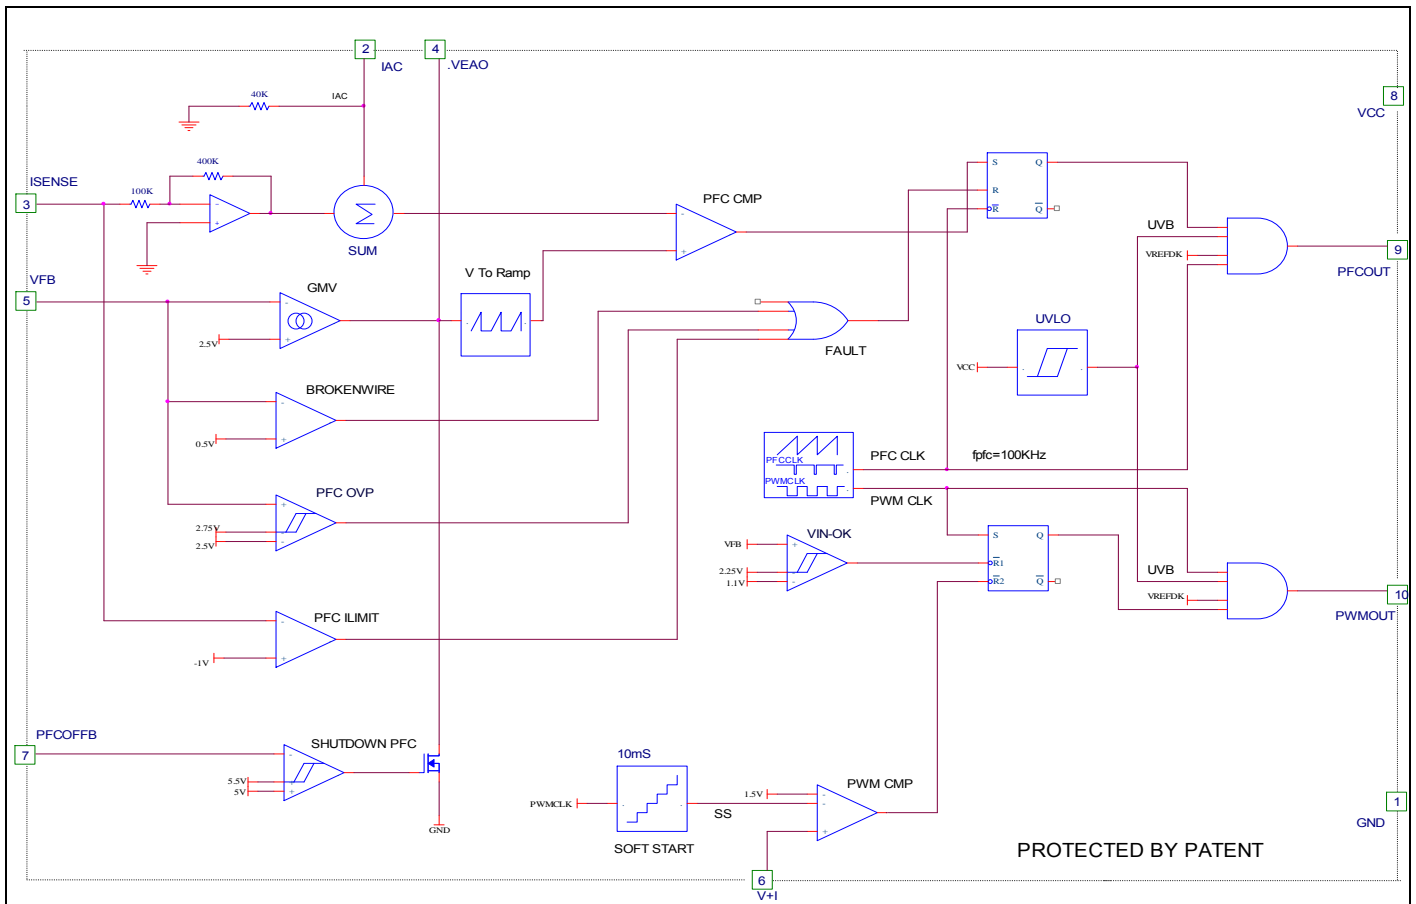 2
IAC
4
.VEAO
8
VCC
40K
IAC
400K
100K
ISENSE
3
Σ
SUM
PFC CMP
S
Q
R
R
Q
UVB
VREFDK
9
PFCOUT
VFB
5
GMV
2.5V
V To Ramp
FAULT
UVLO
VCC
BROKENWIRE
0.5V
PFCCLK
PWMCLK
PFC CLK
fpfc=100KHz
PWM CLK
PFC OVP
2.75V
2.5V
VIN-OK
VFB
2.25V
1.1V
S
Q
R1
R2
Q
UVB
VREFDK
10
PWMOUT
PFC ILIMIT
-1V
PFCOFFB
7
SHUTDOWN PFC
5.5V
5V
GND
10mS
PWMCLK
SS
SOFT START
1.5V
PWM CMP
6
V+I
1
GND
PROTECTED BY PATENT